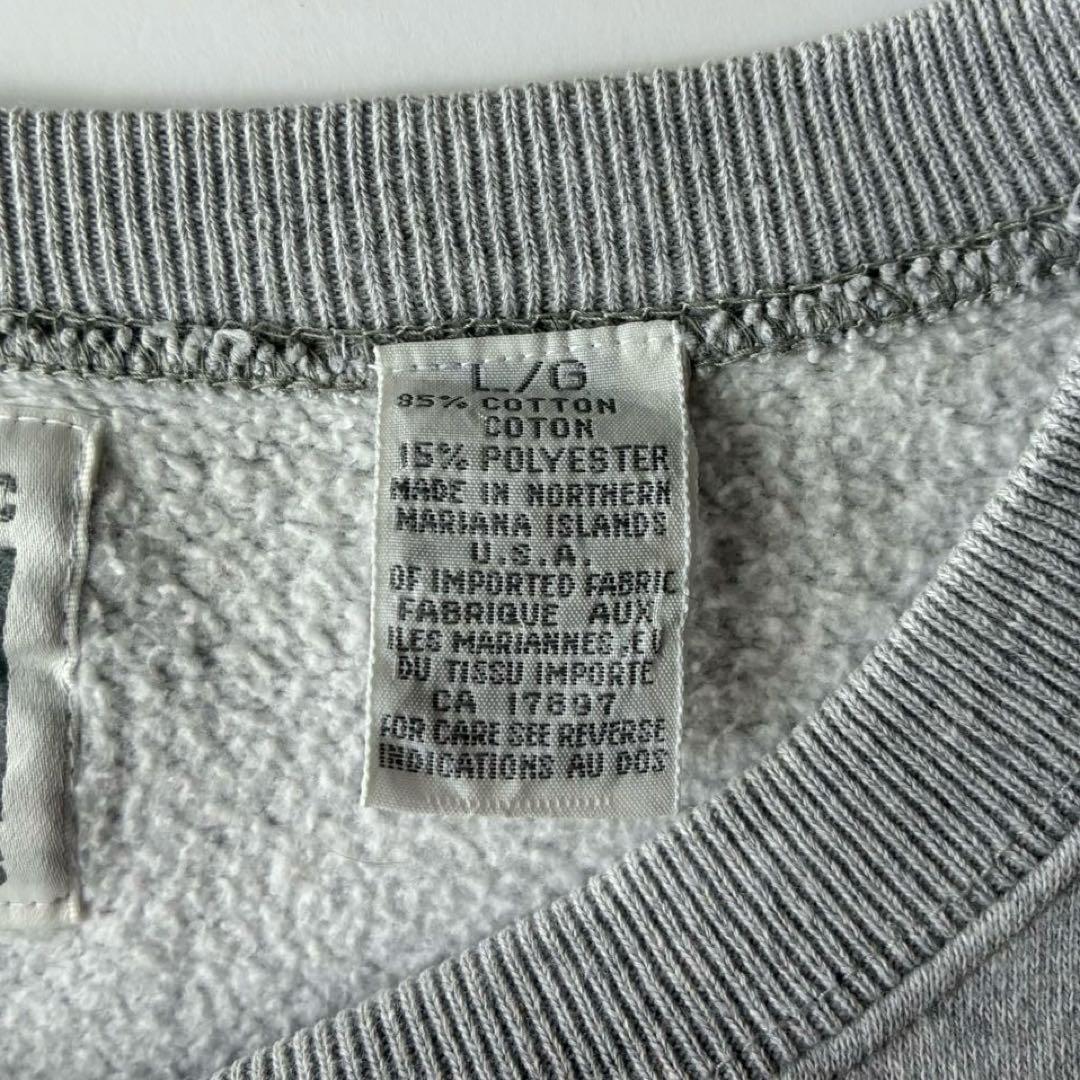 C
L/G
85% COTTON
COTON
15% POLYESTER
MADE IN NORTHERN
MARIANA ISLANDS
U.S.A.
OF IMPORTED FABRIC
FABRIQUE AUX
ILES MARIANNES, EU
DU TISSU IMPORTE
CA 17897
FOR CARE SEE REVERSE
INDICATIONS AU DOS